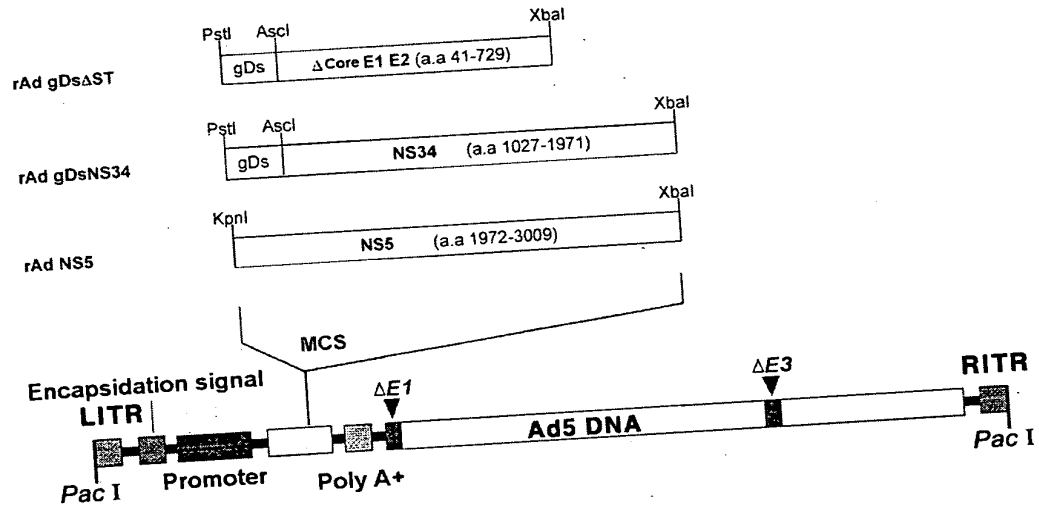 PstI AscI XbaI
rAd gDsΔST gDs ΔCore E1 E2 (a.a 41-729)
PstI AscI XbaI
rAd gDsNS34 gDs NS34 (a.a 1027-1971)
KpnI XbaI
rAd NS5 NS5 (a.a 1972-3009)
MCS
Encapsidation signal ΔE1 ΔE3 RITR
LITR
Ad5 DNA
Pac I Promoter Poly A+ Pac I